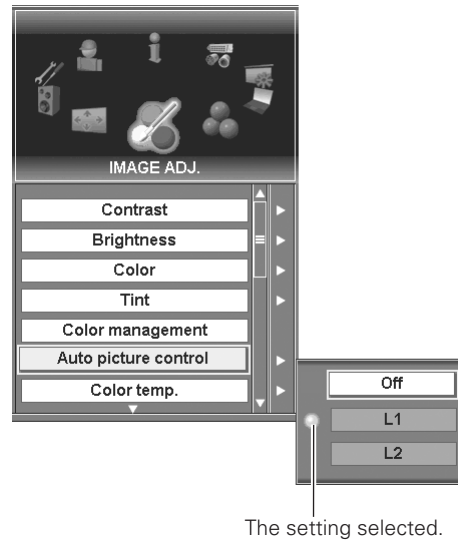 IMAGE ADJ.
Contrast
Brightness
Color
Tint
Color management
Auto picture control
Color temp.
Off
L1
L2
The setting selected.